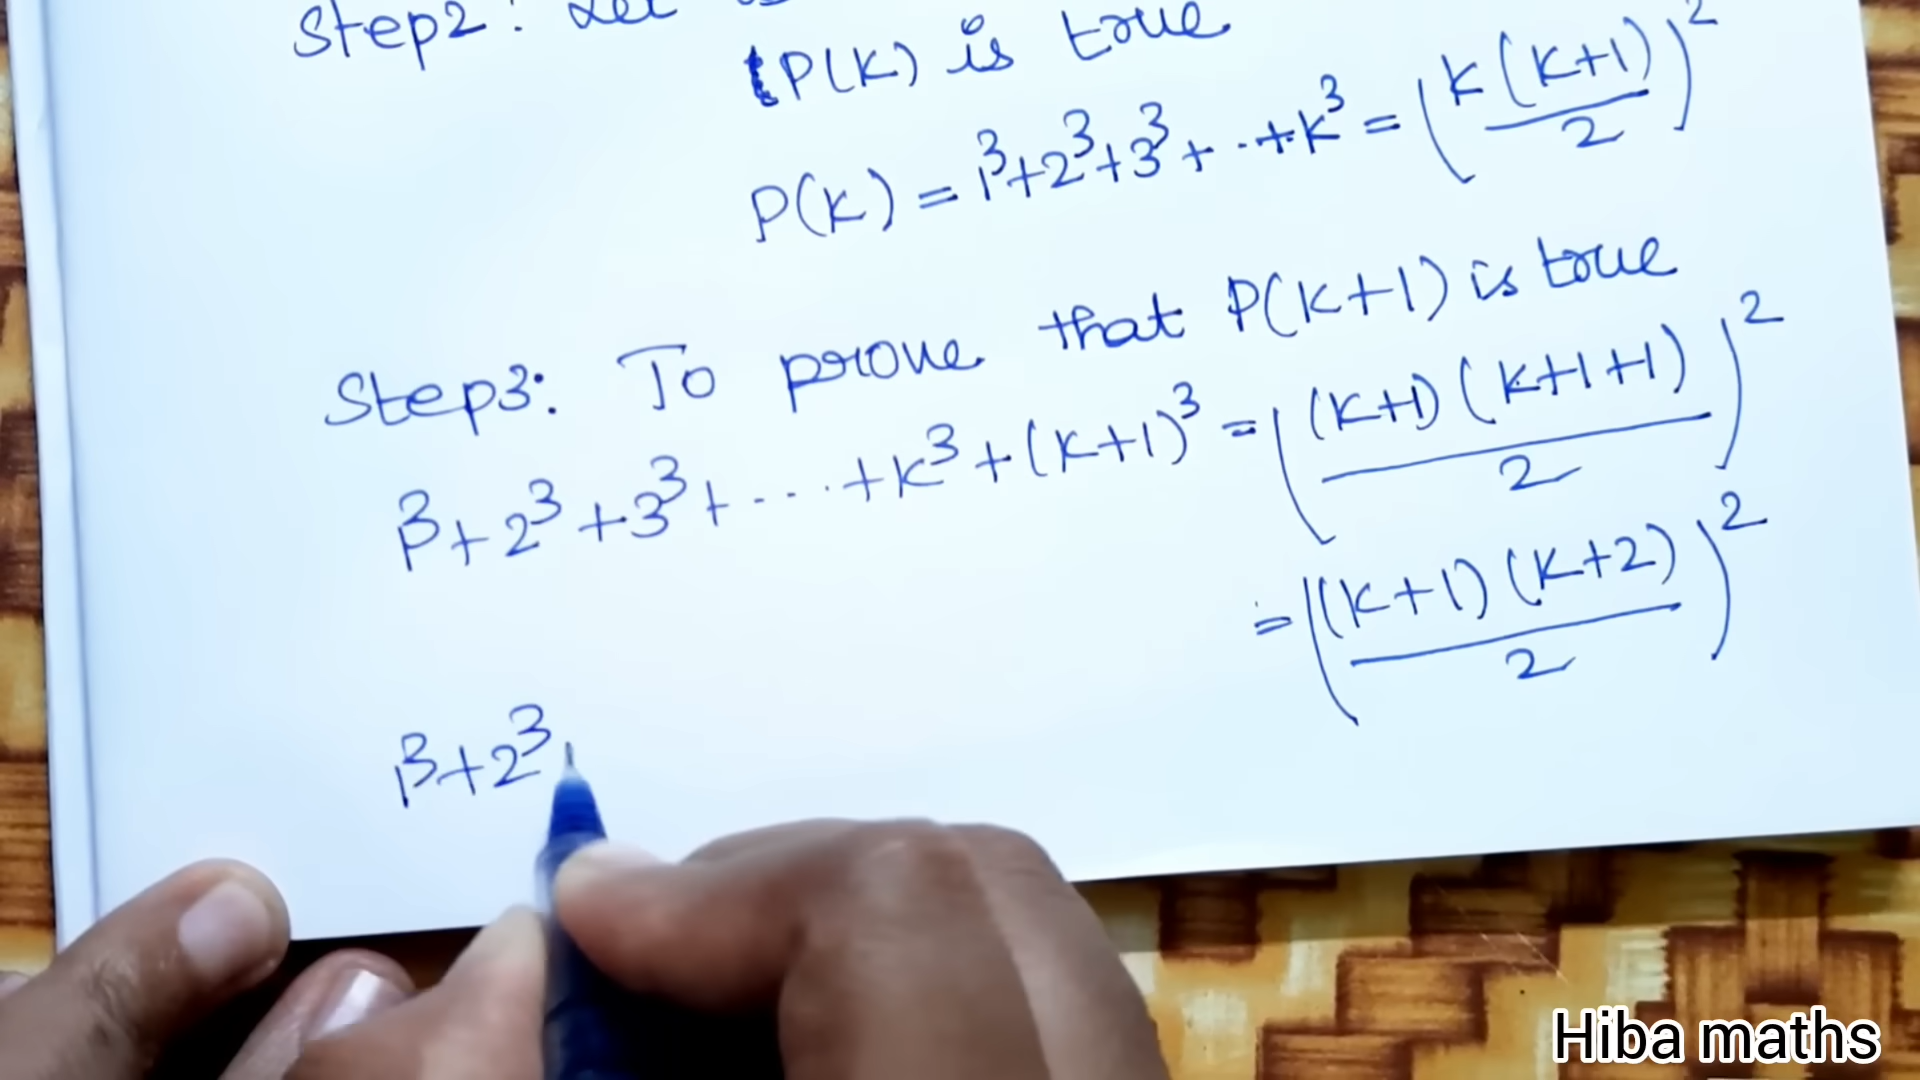 Step2: Let
P(K) is true
P(K) = 1³+2³+3³+...+K³ = (K(K+1)/2)²
Step3: To prove that P(K+1) is true
1³+2³+3³+....+K³+(K+1)³ = ((K+1)(K+1+1)/2)²
= ((K+1)(K+2)/2)²
1³+2³
Hiba maths